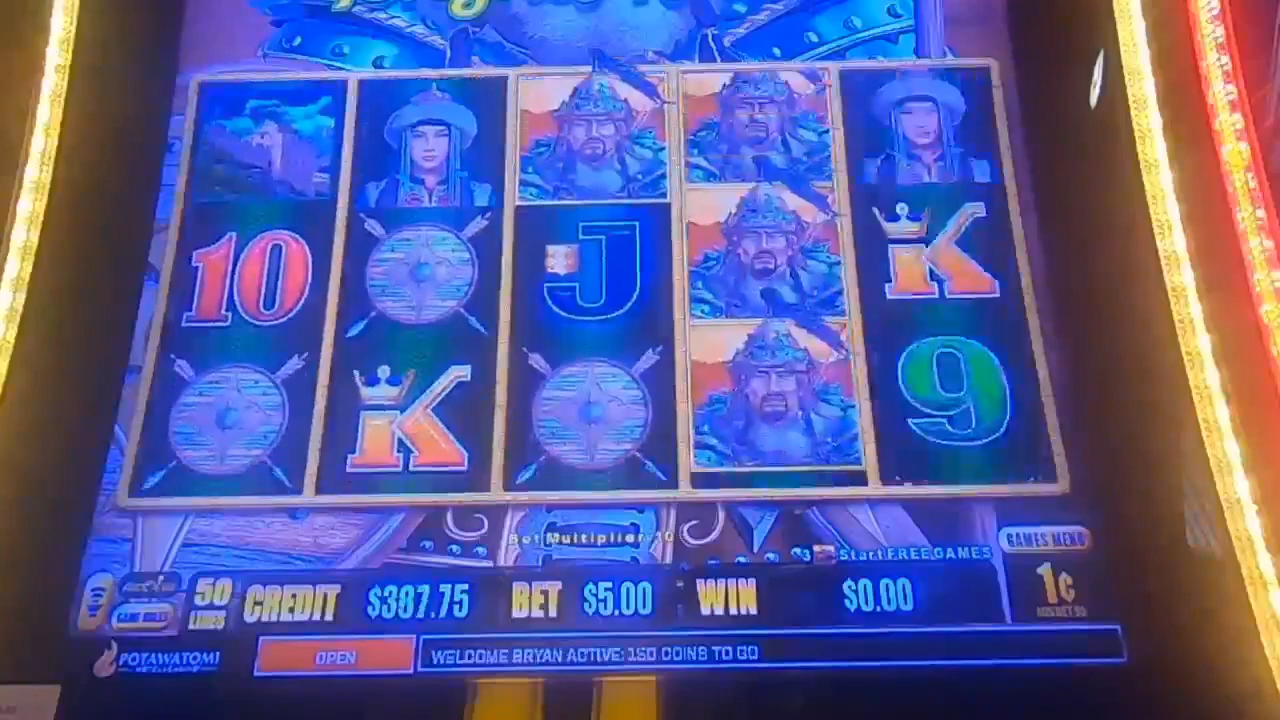 10
J
K
K
9
Bet Multiplier 10
3 Start FREE GAMES
GAMES MENU
50 LINES
CREDIT $387.75
BET $5.00
WIN $0.00
1¢
POTAWATOMI
OPEN
WELCOME BRYAN ACTIVE: 150 COINS TO GO